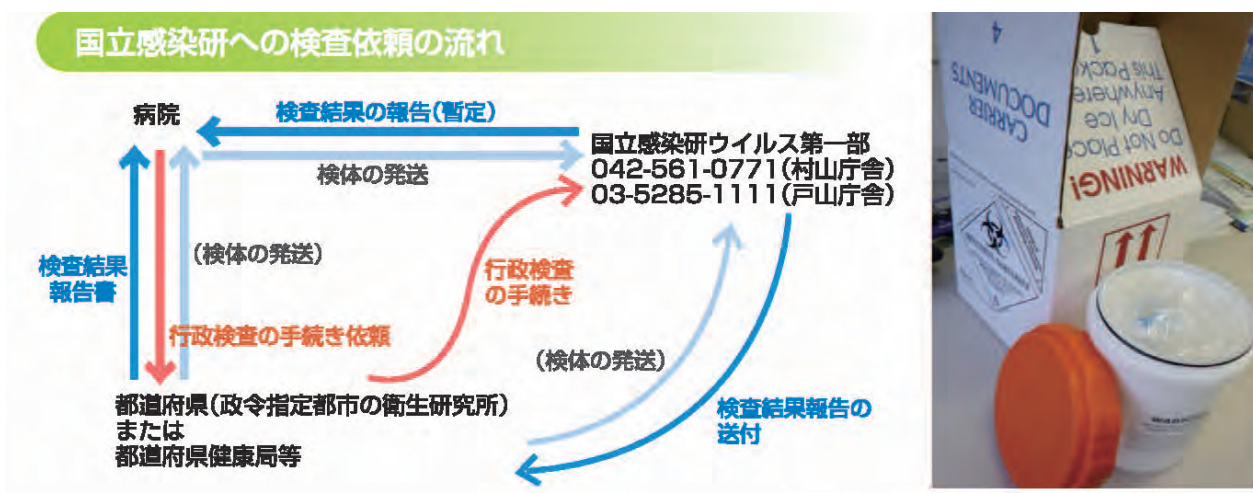 国立感染研への検査依頼の流れ
病院
検査結果の報告(暫定)
検体の発送
国立感染研ウイルス第一部
042-561-0771(村山庁舎)
03-5285-1111(戸山庁舎)
検査結果
報告書
(検体の発送)
行政検査の手続き依頼
行政検査
の手続き
(検体の発送)
検査結果報告の
送付
都道府県(政令指定都市の衛生研究所)
または
都道府県健康局等
4
CARRIER
DOCUMENTS
WARNING!
Do Not Place
Dry Ice
Anywhere
This Pack
1